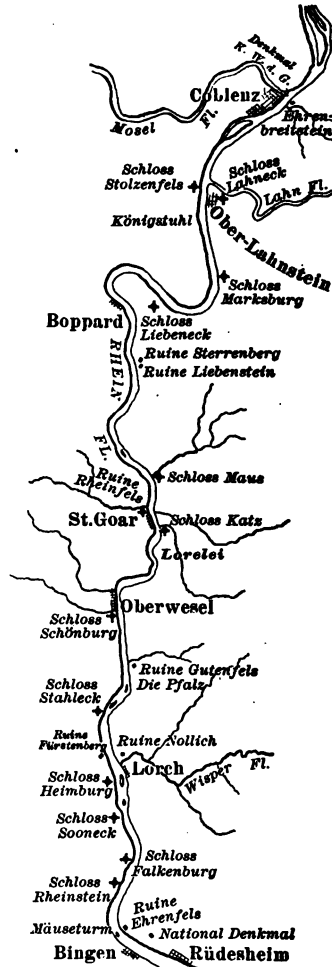 Denkmal
K. W. d. G.
Coblenz
Mosel Fl.
Ehren-
breitstein
Schloss
Stolzenfels
Schloss
Lahneck
Lahn Fl.
Königstuhl
Ober-Lahnstein
Schloss
Marksburg
Boppard
Schloss
Liebeneck
RHEIN FL.
Ruine Sterrenberg
Ruine Liebenstein
Schloss Maus
Ruine
Rheinfels
St. Goar
Schloss Katz
Lorelei
Oberwesel
Schloss
Schönburg
Ruine Gutenfels
Die Pfalz
Schloss
Stahleck
Ruine
Fürstenberg
Ruine Nollich
Lorch
Wisper Fl.
Schloss
Heimburg
Schloss
Sooneck
Schloss
Falkenburg
Schloss
Rheinstein
Ruine
Ehrenfels
Mäuseturm
National Denkmal
Bingen
Rüdesheim